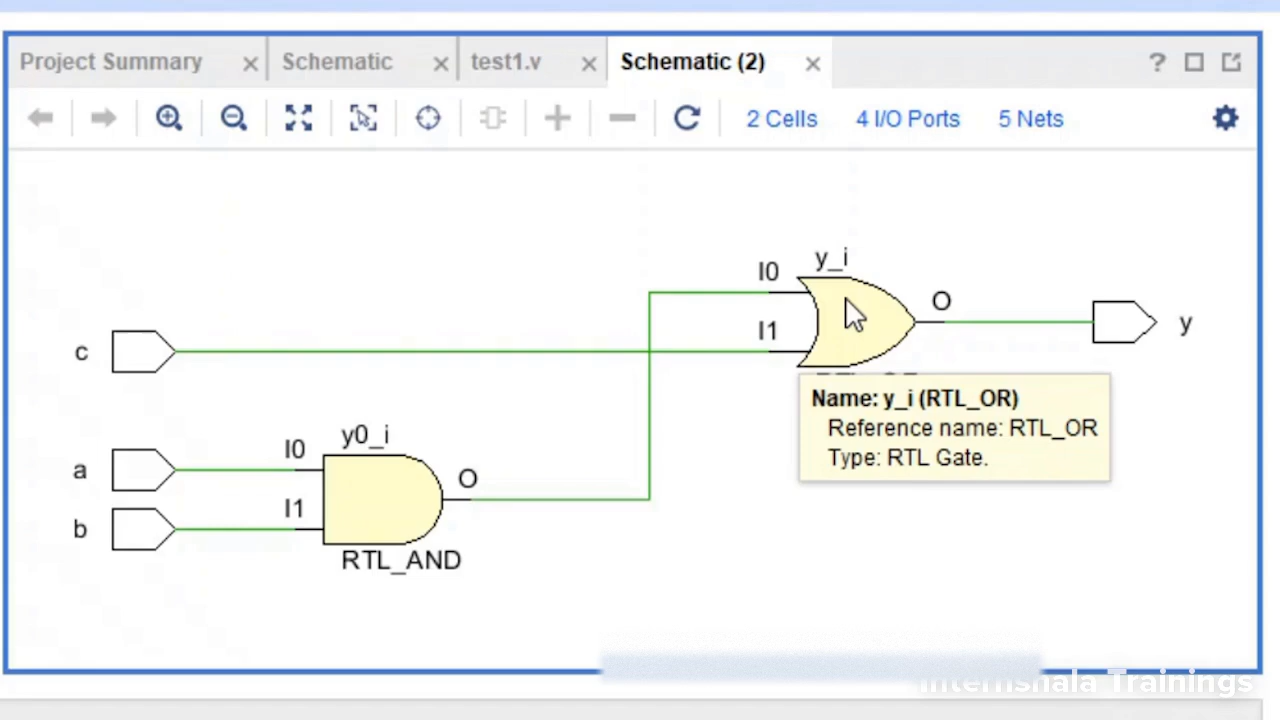 Project Summary
Schematic
test1.v
Schematic (2)
?
2 Cells
4 I/O Ports
5 Nets
y_i
I0
I1
O
y
c
a
b
y0_i
I0
I1
O
RTL_AND
Name: y_i (RTL_OR)
Reference name: RTL_OR
Type: RTL Gate.
Internshala Trainings